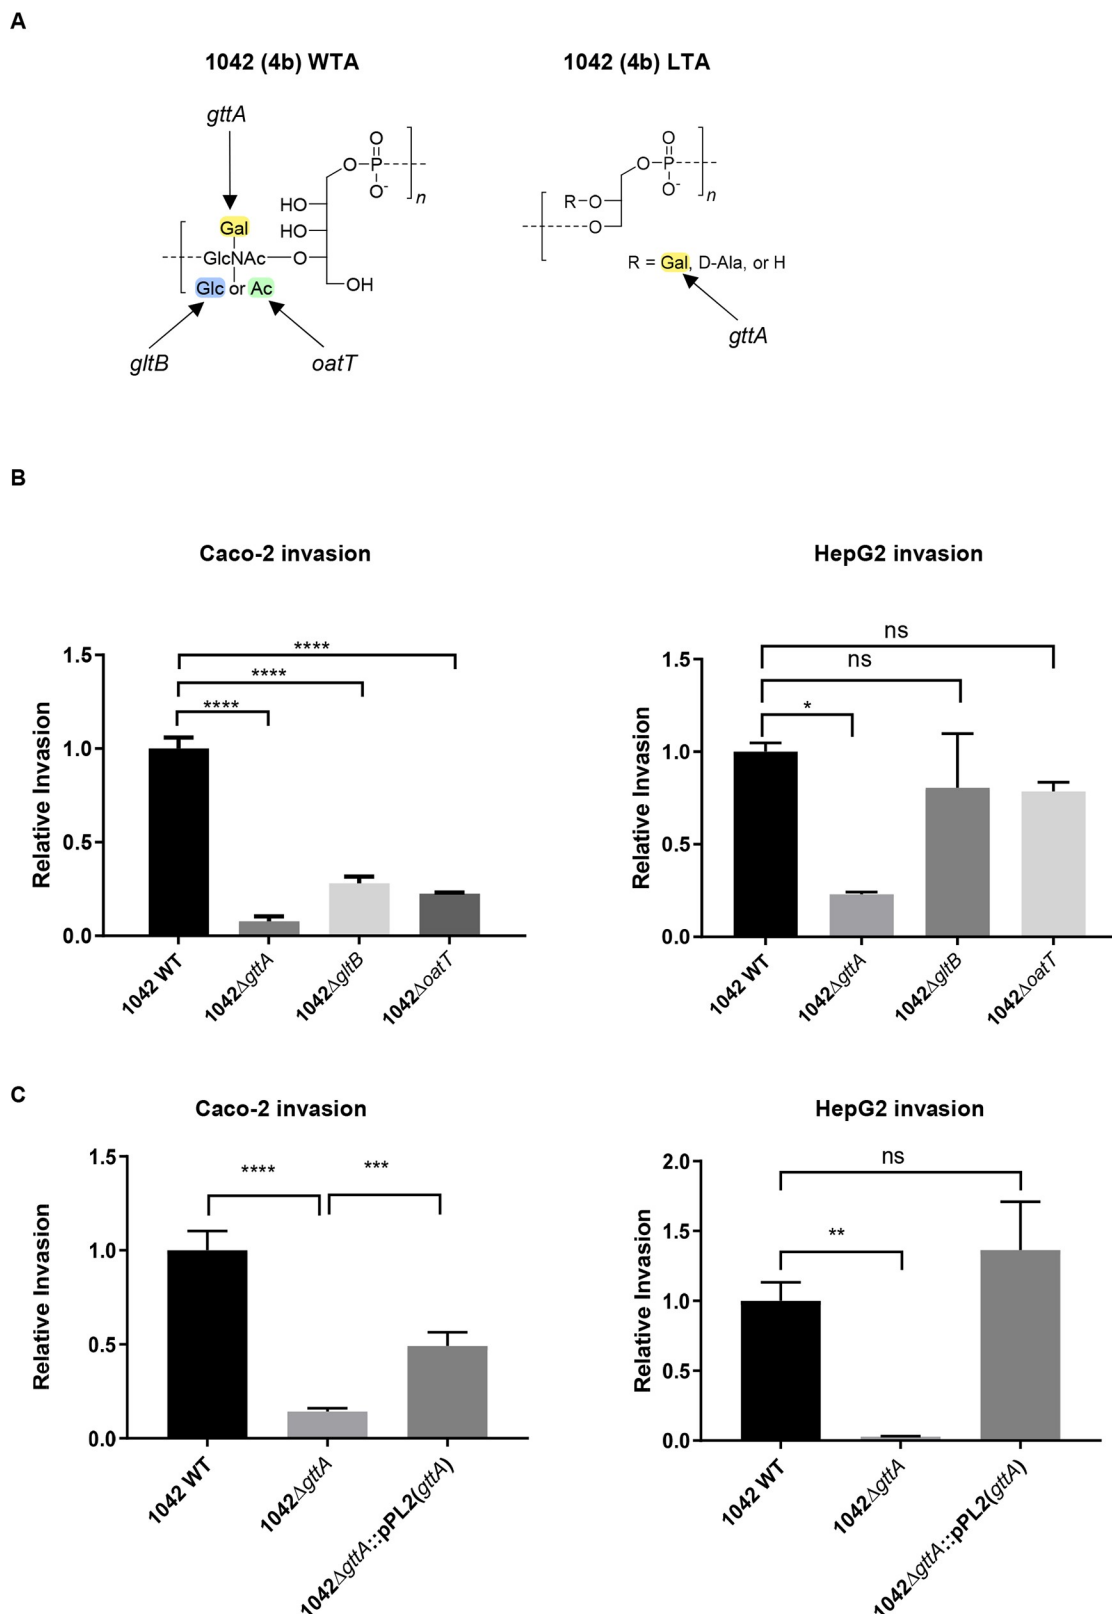 A
1042 (4b) WTA
1042 (4b) LTA
gttA
O
O
P
O-
n
HO
HO
Gal
GlcNAc
O
OH
Glc or Ac
gltB
oatT
O
O
P
O-
n
R
O
O
R = Gal, D-Ala, or H
gttA
B
Caco-2 invasion
Relative Invasion
1.5
1.0
0.5
0.0
****
****
****
1042 WT
1042ΔgttA
1042ΔgltB
1042ΔoatT
HepG2 invasion
Relative Invasion
1.5
1.0
0.5
0.0
ns
ns
*
1042 WT
1042ΔgttA
1042ΔgltB
1042ΔoatT
C
Caco-2 invasion
Relative Invasion
1.5
1.0
0.5
0.0
****
***
1042 WT
1042ΔgttA
1042ΔgttA::pPL2(gttA)
HepG2 invasion
Relative Invasion
2.0
1.5
1.0
0.5
0.0
ns
**
1042 WT
1042ΔgttA
1042ΔgttA::pPL2(gttA)